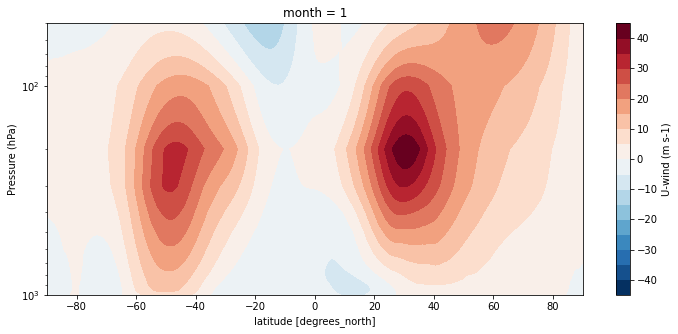 month = 1
Pressure (hPa)
10²
10³
−80 −60 −40 −20 0 20 40 60 80
latitude [degrees_north]
40
30
20
10
0
−10
−20
−30
−40
U-wind (m s-1)